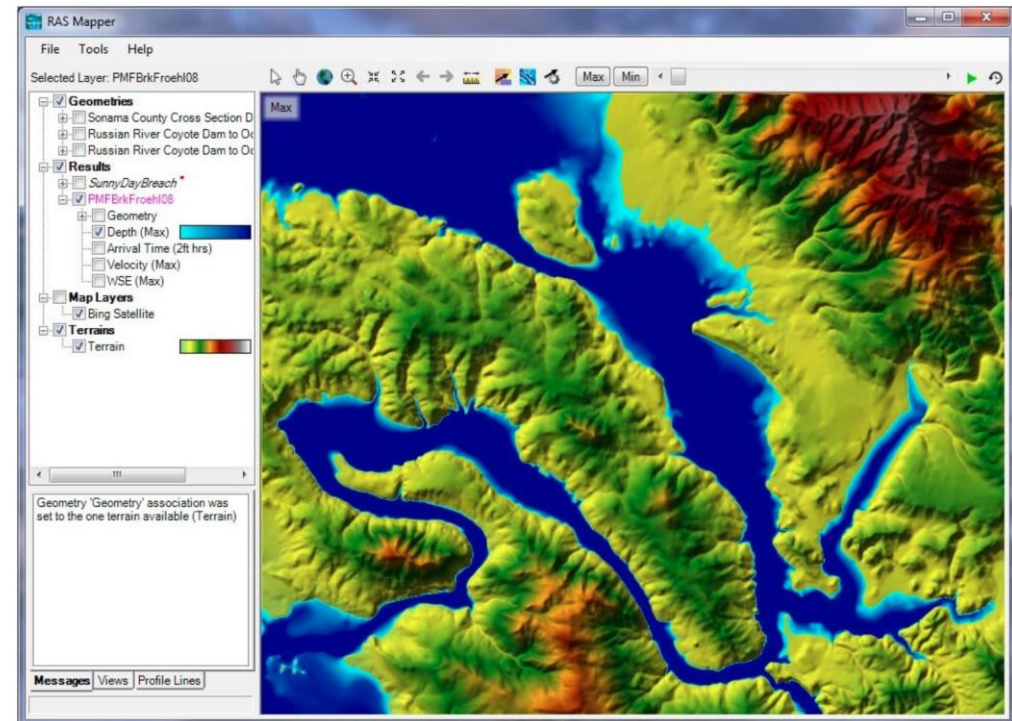 RAS Mapper
File Tools Help
Selected Layer: PMFBrkFroehl08
Max Min
Geometries
Sonama County Cross Section D
Russian River Coyote Dam to Oc
Russian River Coyote Dam to Oc
Results
SunnyDayBreach
PMFBrkFroehl08
Geometry
Depth (Max)
Arrival Time (2ft hrs)
Velocity (Max)
WSE (Max)
Map Layers
Bing Satellite
Terrains
Terrain
Max
Geometry 'Geometry' association was
set to the one terrain available (Terrain)
Messages Views Profile Lines